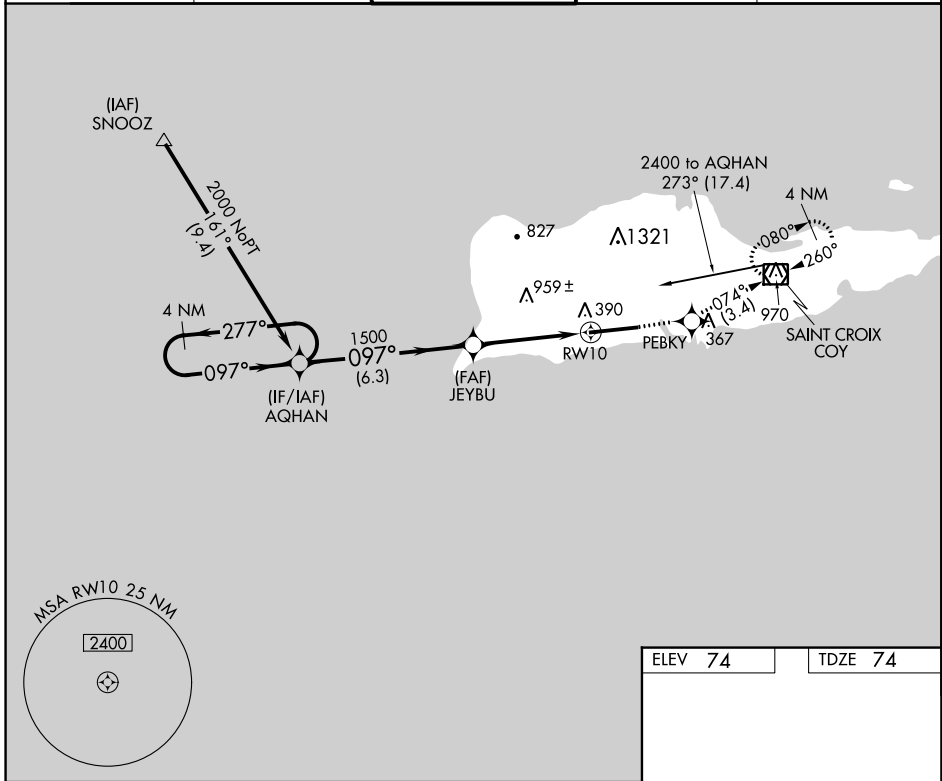 (IAF)
SNOOZ
2000 NoPT
161°
(9.4)
4 NM
277°
097°
(IF/IAF)
AQHAN
1500
097°
(6.3)
(FAF)
JEYBU
827
1321
959 ±
390
RW10
PEBKY
367
074°
(3.4)
2400 to AQHAN
273° (17.4)
4 NM
080°
260°
970
SAINT CROIX
COY
MSA RW10 25 NM
2400
ELEV 74
TDZE 74